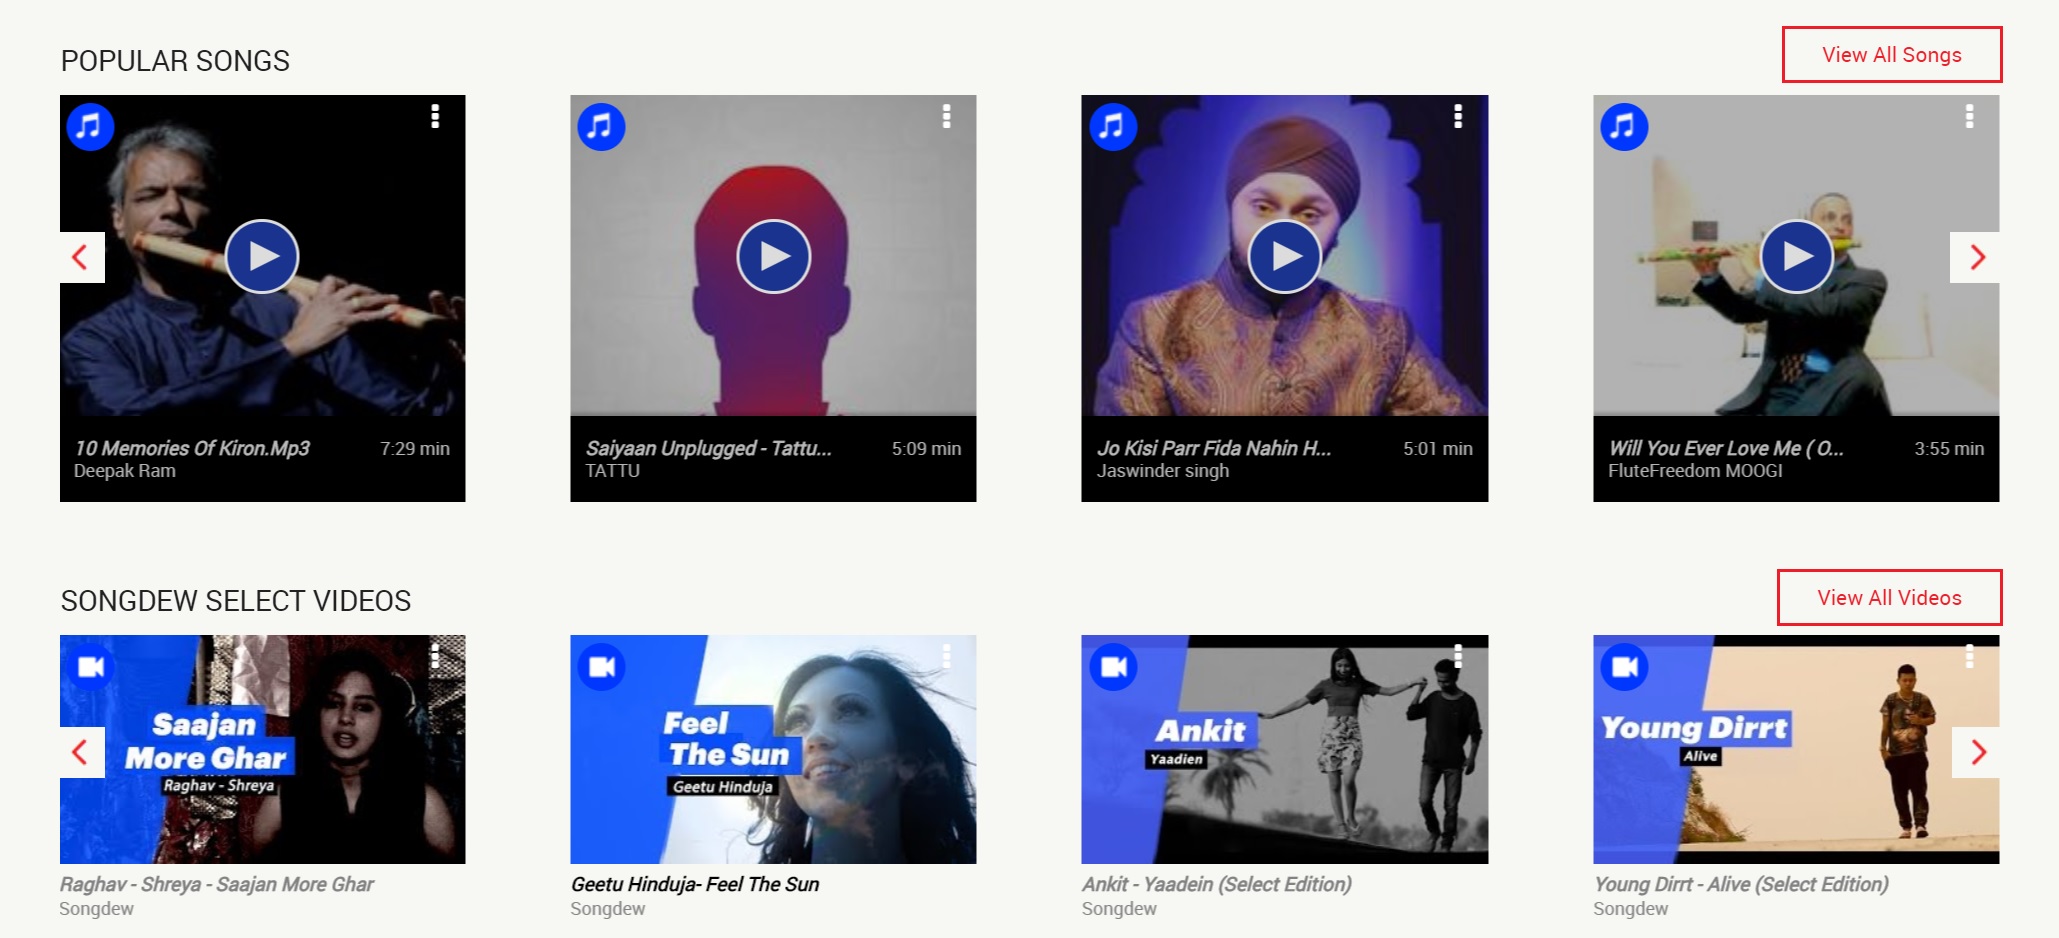 POPULAR SONGS
View All Songs
10 Memories Of Kiron.Mp3 7:29 min
Deepak Ram
Saiyaan Unplugged - Tattu... 5:09 min
TATTU
Jo Kisi Parr Fida Nahin H... 5:01 min
Jaswinder singh
Will You Ever Love Me ( O... 3:55 min
FluteFreedom MOOGI
SONGDEW SELECT VIDEOS
View All Videos
Saajan
More Ghar
Raghav - Shreya
Raghav - Shreya - Saajan More Ghar
Songdew
Feel
The Sun
Geetu Hinduja
Geetu Hinduja- Feel The Sun
Songdew
Ankit
Yaadien
Ankit - Yaadein (Select Edition)
Songdew
Young Dirrt
Alive
Young Dirrt - Alive (Select Edition)
Songdew